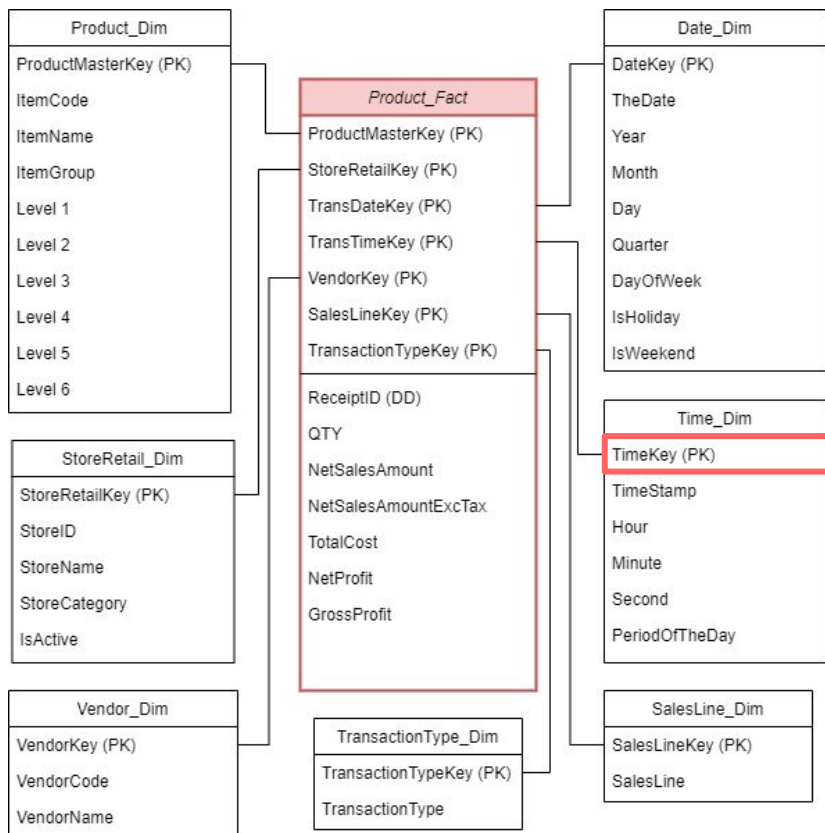 Product_Dim
ProductMasterKey (PK)
ItemCode
ItemName
ItemGroup
Level 1
Level 2
Level 3
Level 4
Level 5
Level 6
StoreRetail_Dim
StoreRetailKey (PK)
StoreID
StoreName
StoreCategory
IsActive
Vendor_Dim
VendorKey (PK)
VendorCode
VendorName
Product_Fact
ProductMasterKey (PK)
StoreRetailKey (PK)
TransDateKey (PK)
TransTimeKey (PK)
VendorKey (PK)
SalesLineKey (PK)
TransactionTypeKey (PK)
ReceiptID (DD)
QTY
NetSalesAmount
NetSalesAmountExcTax
TotalCost
NetProfit
GrossProfit
TransactionType_Dim
TransactionTypeKey (PK)
TransactionType
Date_Dim
DateKey (PK)
TheDate
Year
Month
Day
Quarter
DayOfWeek
IsHoliday
IsWeekend
Time_Dim
TimeKey (PK)
TimeStamp
Hour
Minute
Second
PeriodOfTheDay
SalesLine_Dim
SalesLineKey (PK)
SalesLine